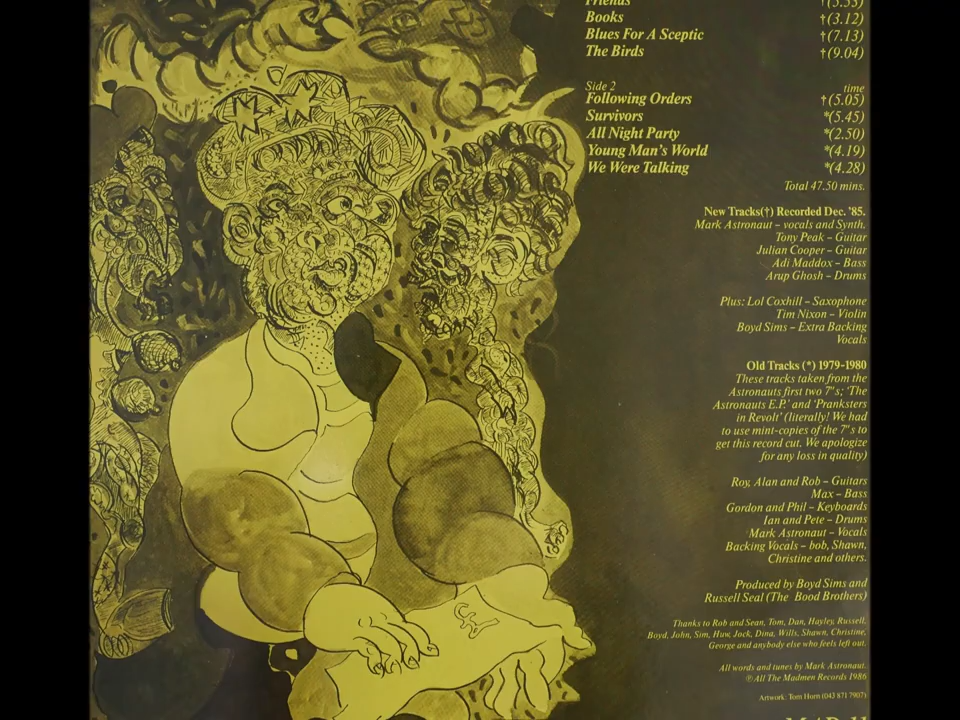 Friends †(5.53)
Books †(3.12)
Blues For A Sceptic †(7.13)
The Birds †(9.04)
Side 2 time
Following Orders †(5.05)
Survivors *(5.45)
All Night Party *(2.50)
Young Man's World *(4.19)
We Were Talking *(4.28)
Total 47.50 mins.
New Tracks(†) Recorded Dec. '85.
Mark Astronaut – vocals and Synth.
Tony Peak – Guitar
Julian Cooper – Guitar
Adi Maddox – Bass
Arup Ghosh – Drums
Plus: Lol Coxhill – Saxophone
Tim Nixon – Violin
Boyd Sims – Extra Backing
Vocals
Old Tracks (*) 1979-1980
These tracks taken from the
Astronauts first two 7"s; 'The
Astronauts E.P.' and 'Pranksters
in Revolt' (literally! We had
to use mint-copies of the 7"s to
get this record cut. We apologize
for any loss in quality)
Roy, Alan and Rob – Guitars
Max – Bass
Gordon and Phil – Keyboards
Ian and Pete – Drums
Mark Astronaut – Vocals
Backing Vocals – bob, Shawn,
Christine and others.
Produced by Boyd Sims and
Russell Seal (The Bood Brothers)
Thanks to Rob and Sean, Tom, Dan, Hayley, Russell,
Boyd, John, Sim, Huw, Jock, Dina, Wills, Shawn, Christine,
George and anybody else who feels left out.
All words and tunes by Mark Astronaut.
℗ All The Madmen Records 1986
Artwork: Tom Horn (043 871 7907)